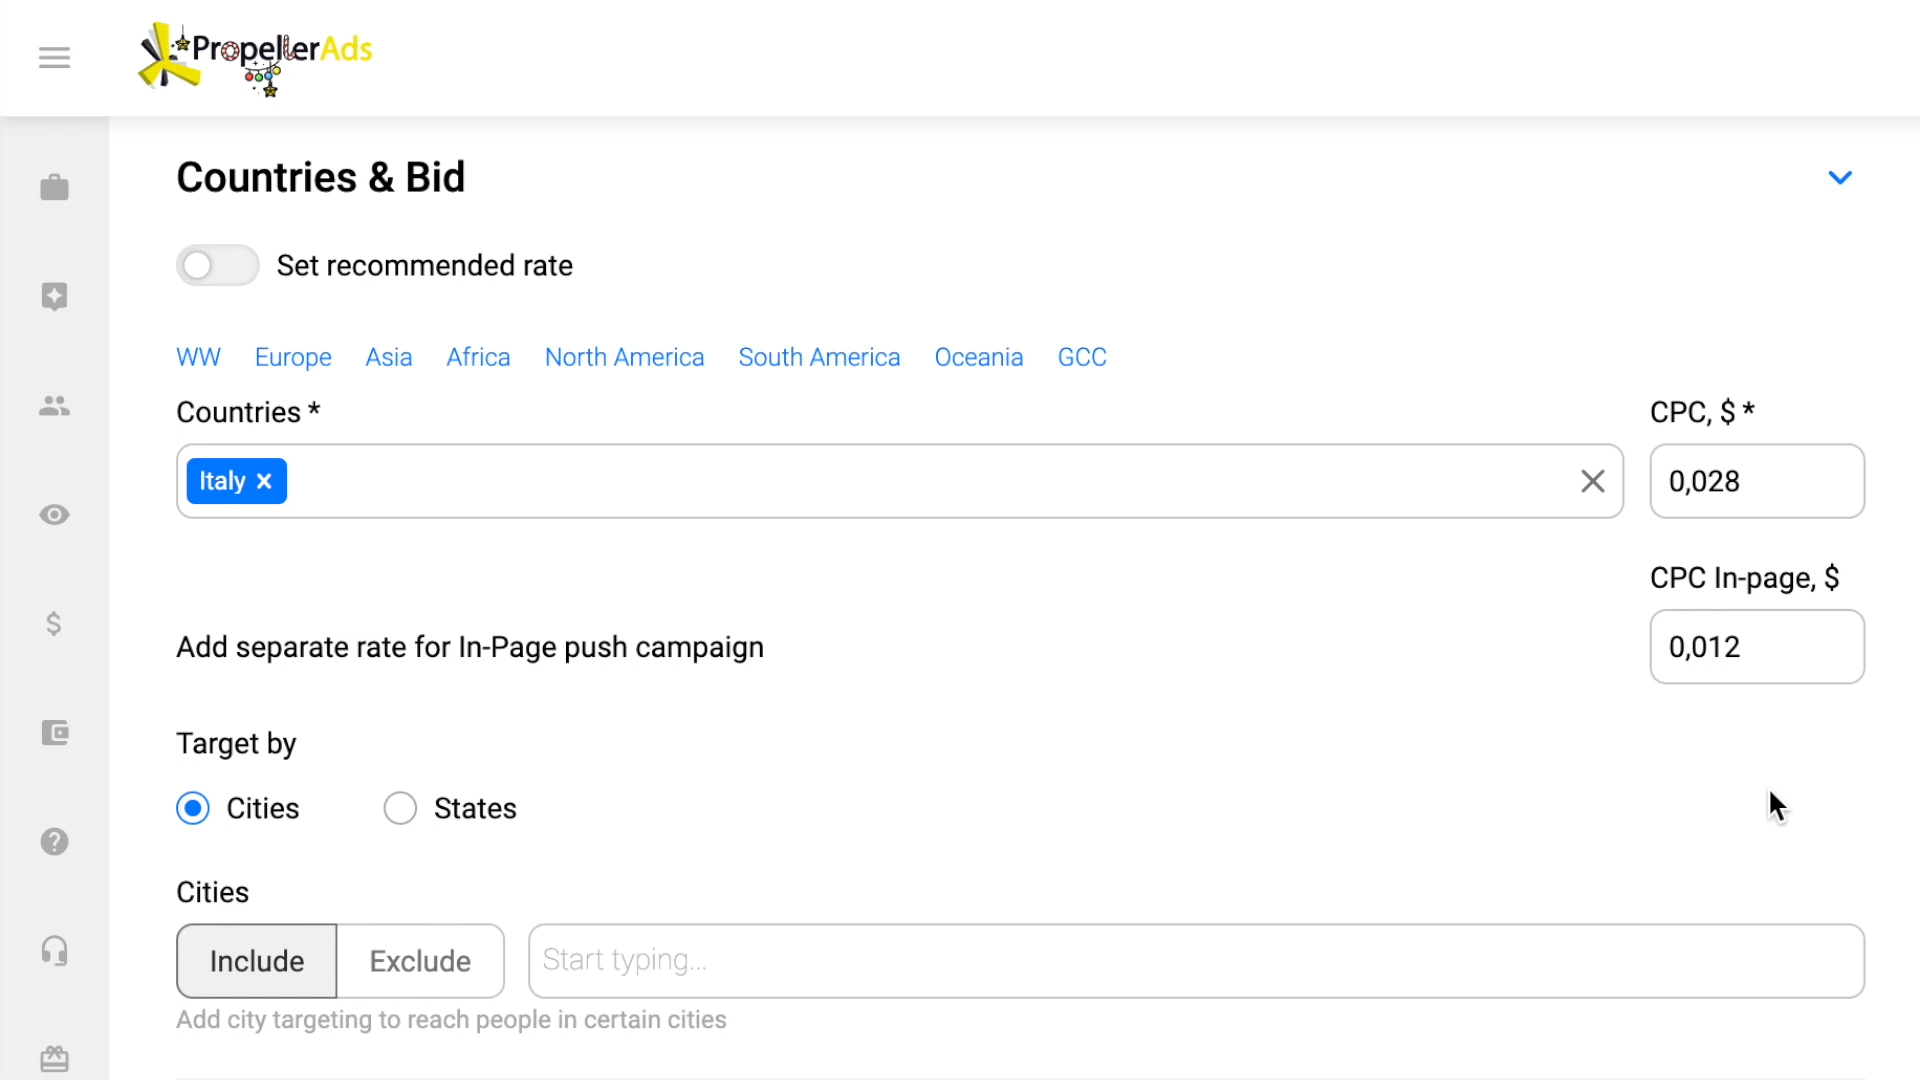 PropellerAds
Countries & Bid
Set recommended rate
WW Europe Asia Africa North America South America Oceania GCC
Countries * CPC, $ *
Italy 0,028
CPC In-page, $
Add separate rate for In-Page push campaign 0,012
Target by
Cities States
Cities
Include Exclude Start typing...
Add city targeting to reach people in certain cities